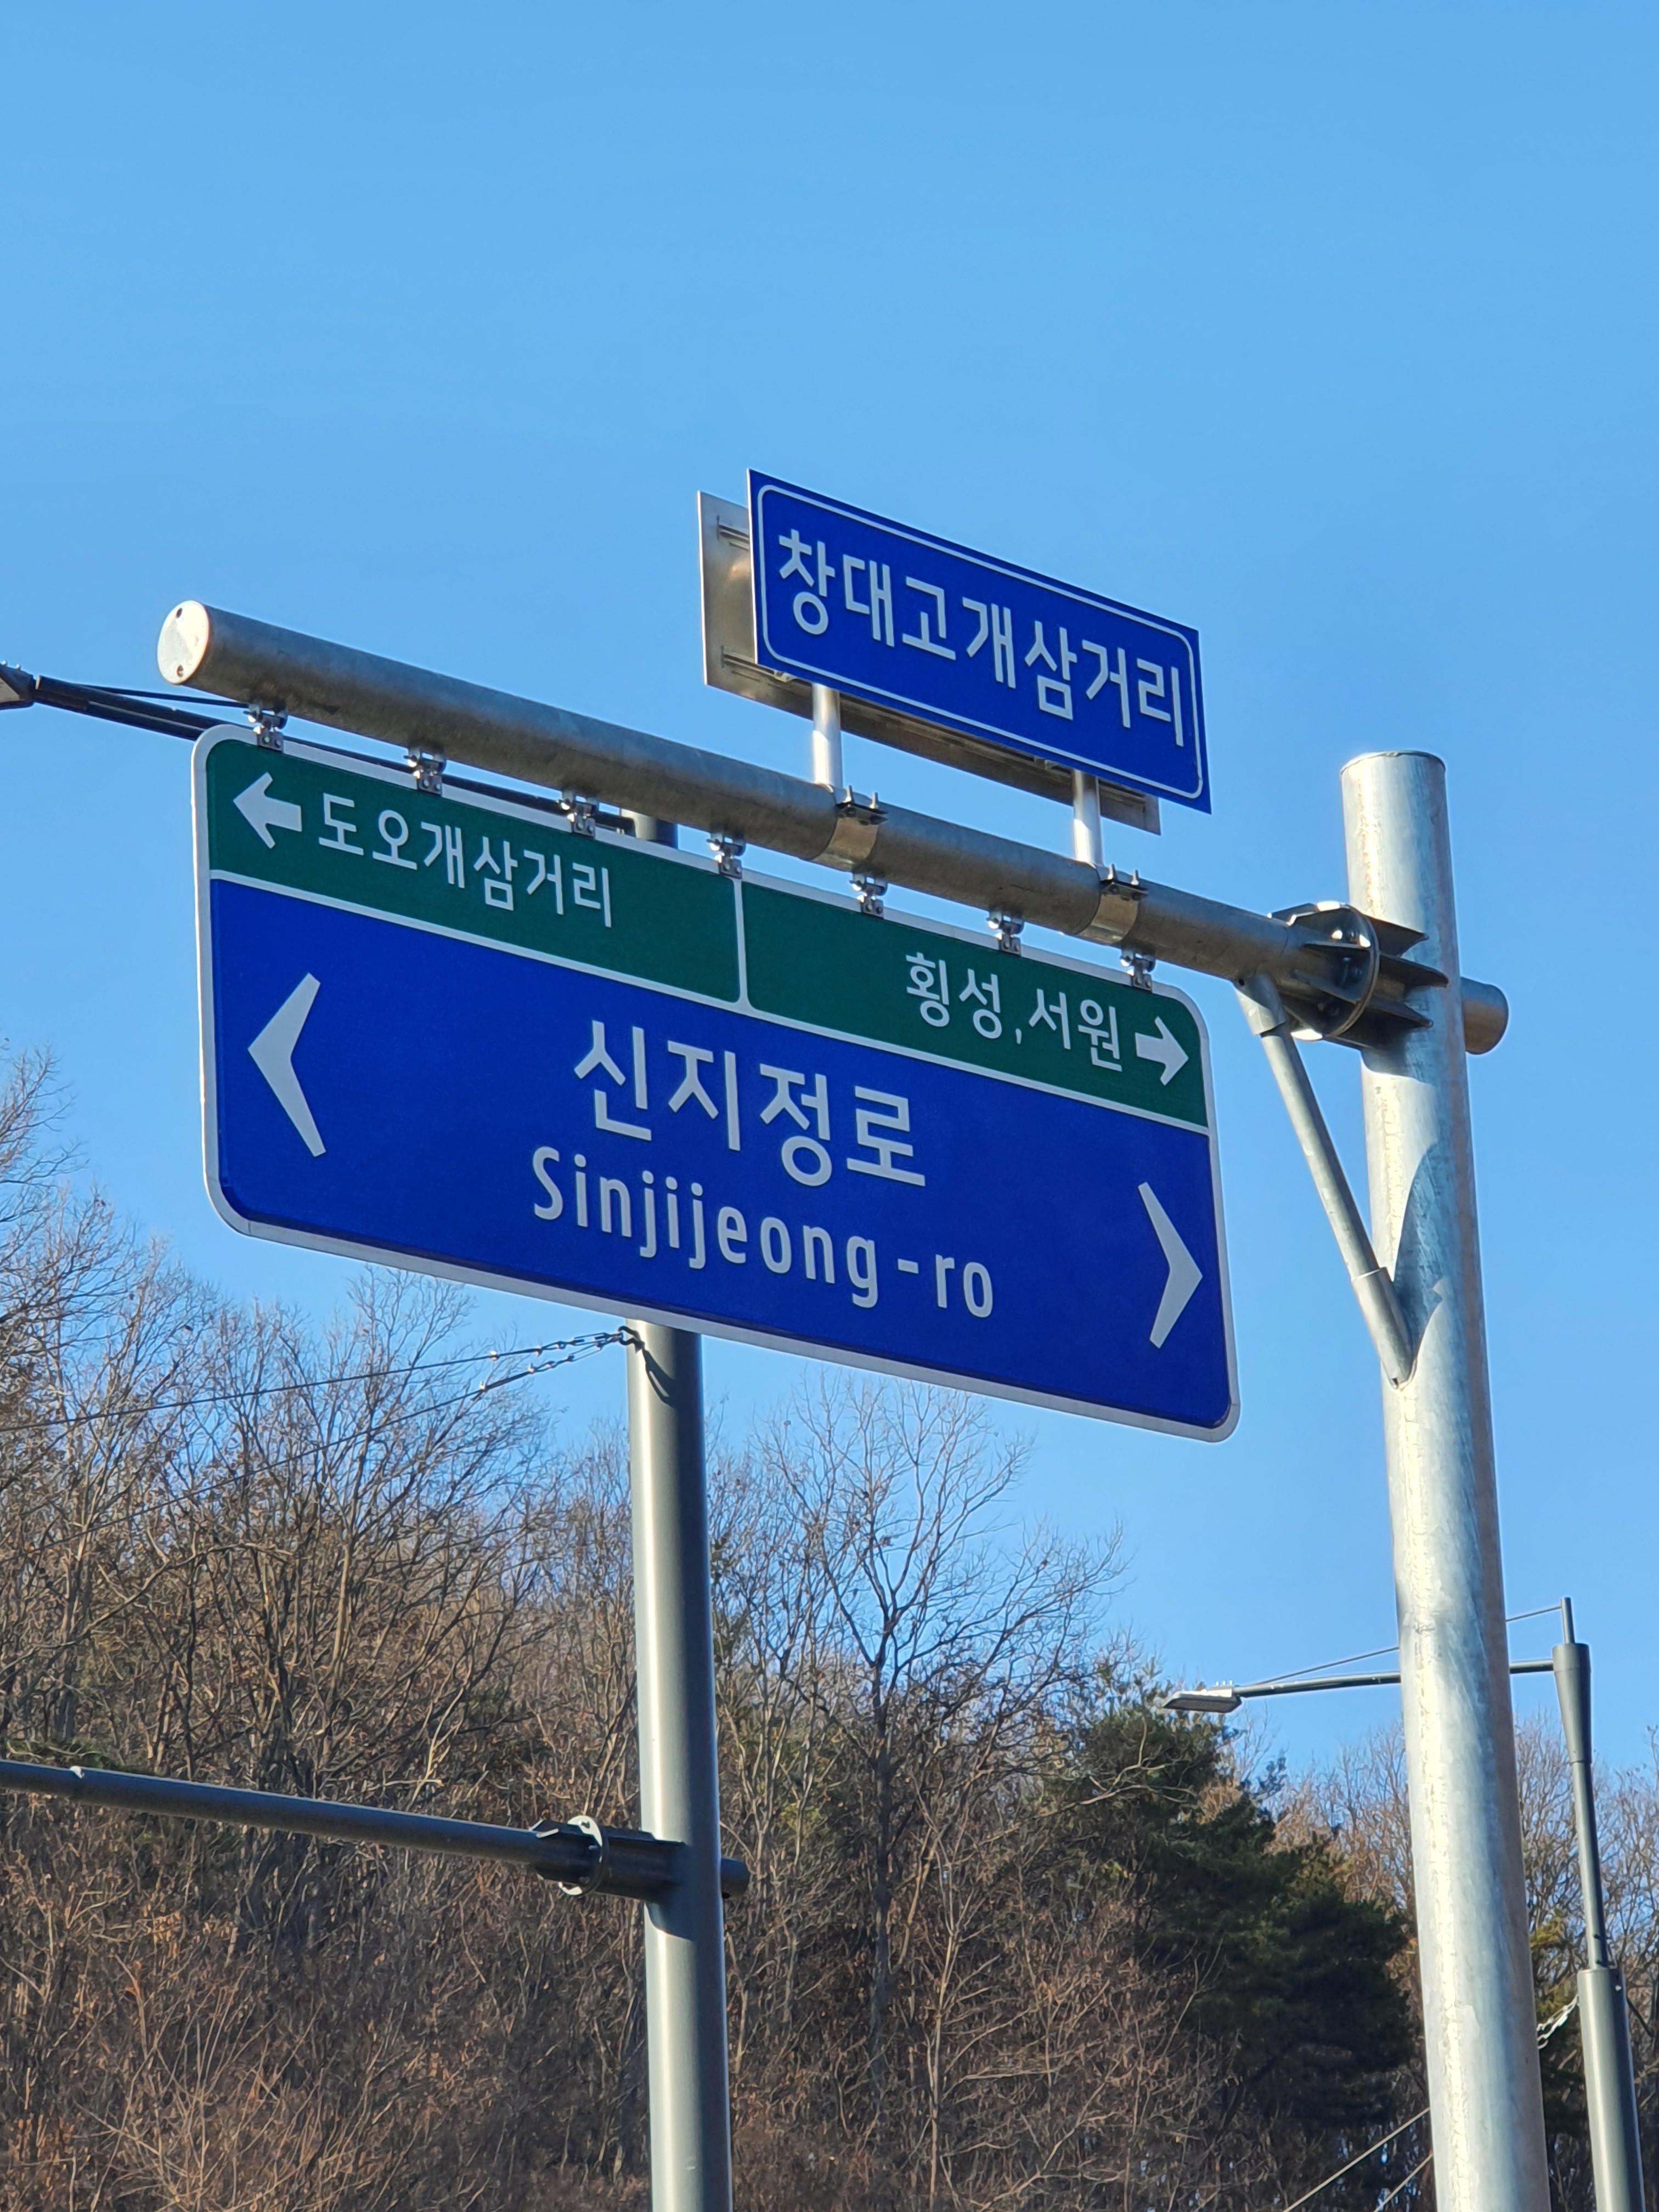 창대고개삼거리
도오개삼거리
횡성,서원
신지정로
Sinjijeong-ro